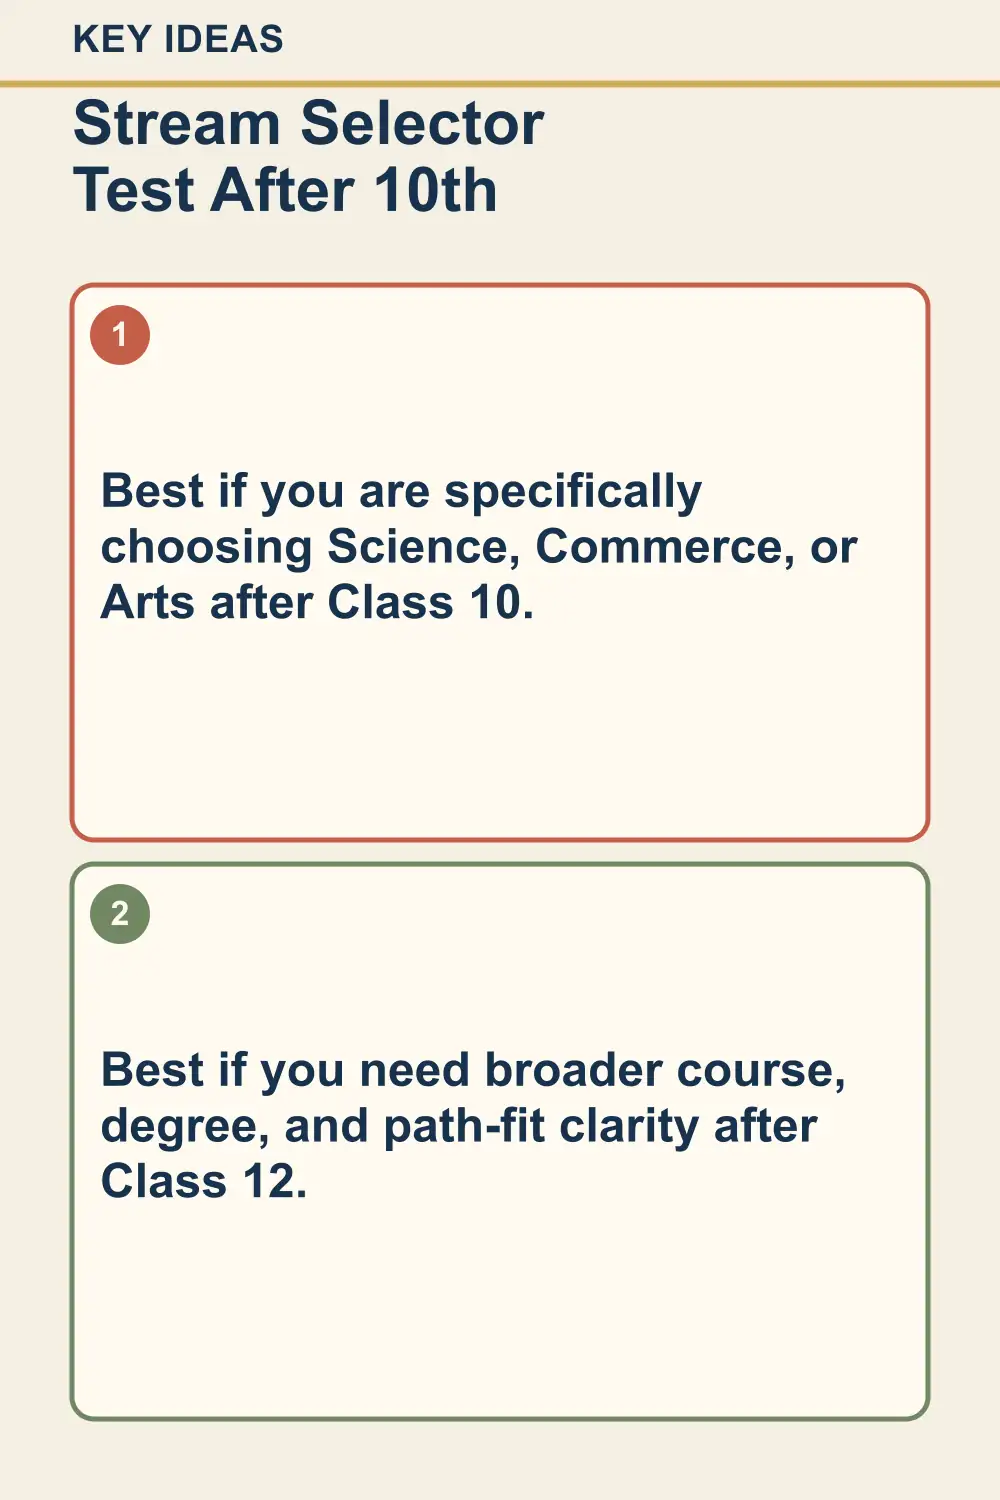 KEY IDEAS
Stream Selector
Test After 10th
1
Best if you are specifically
choosing Science, Commerce, or
Arts after Class 10.
2
Best if you need broader course,
degree, and path-fit clarity after
Class 12.